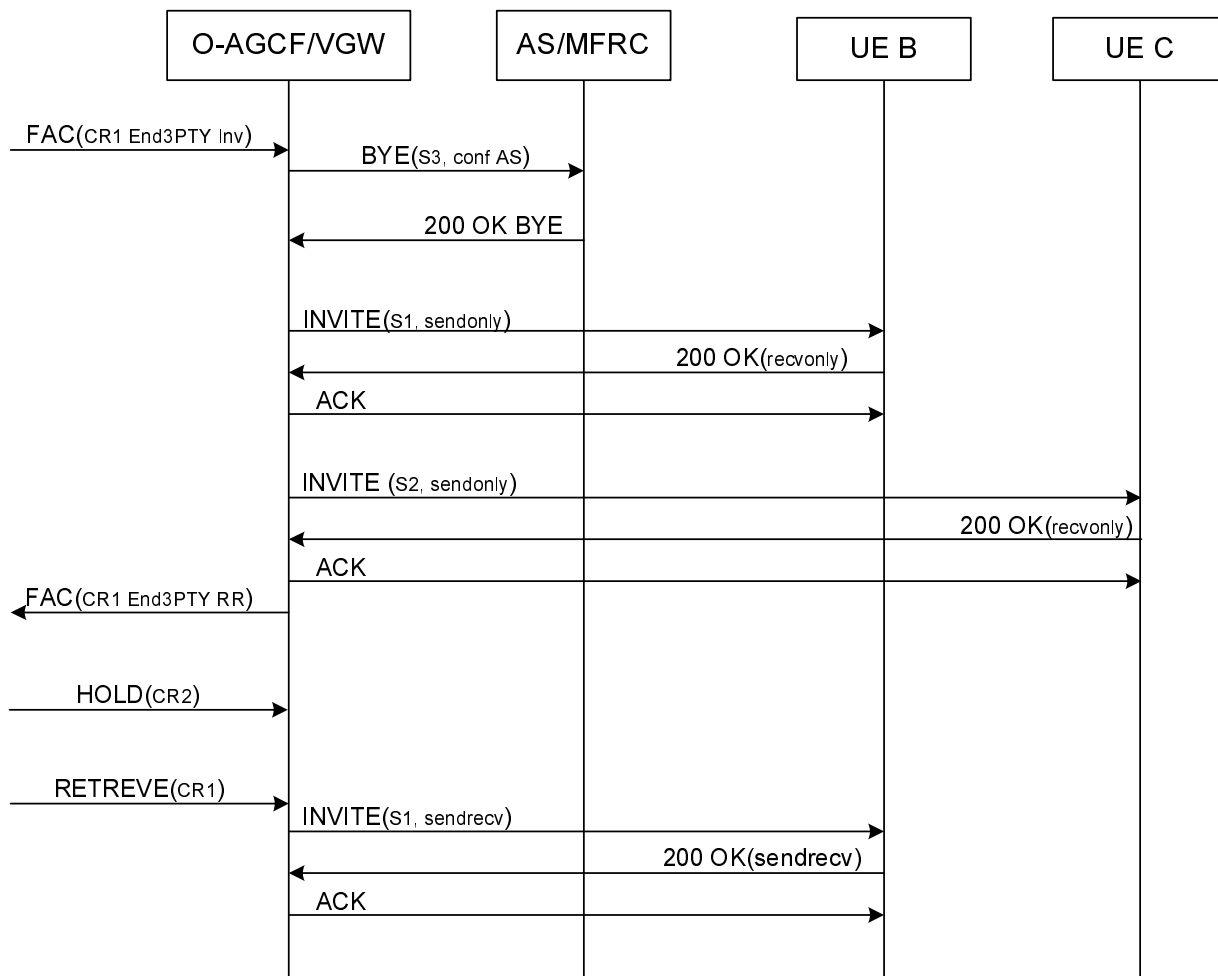 O-AGCF/VGW
AS/MFRC
UE B
UE C
FAC(CR1 End3PTY Inv)
BYE(S3, conf AS)
200 OK BYE
INVITE(S1, sendonly)
200 OK(recvonly)
ACK
INVITE (S2, sendonly)
200 OK(recvonly)
ACK
FAC(CR1 End3PTY RR)
HOLD(CR2)
RETREVE(CR1)
INVITE(S1, sendrecv)
200 OK(sendrecv)
ACK